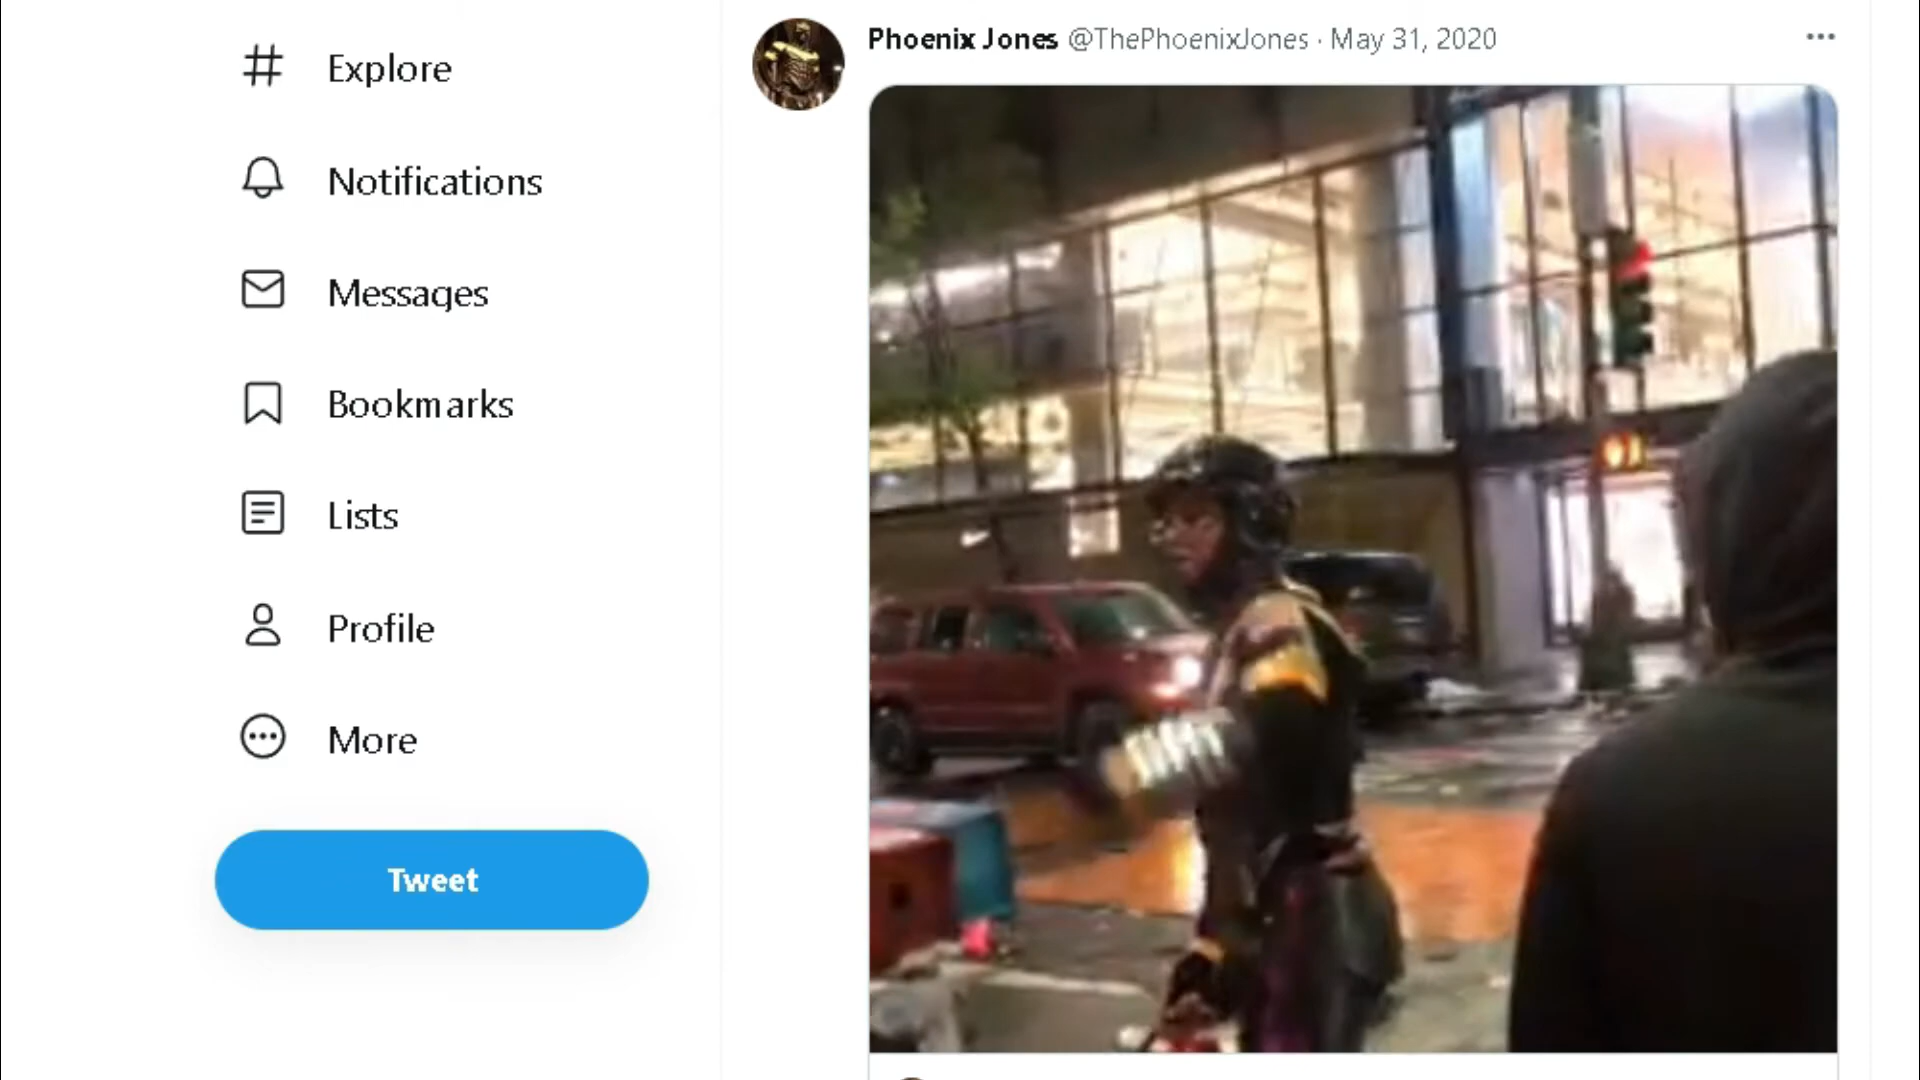 Explore
Notifications
Messages
Bookmarks
Lists
Profile
More
Tweet
Phoenix Jones @ThePhoenixJones · May 31, 2020